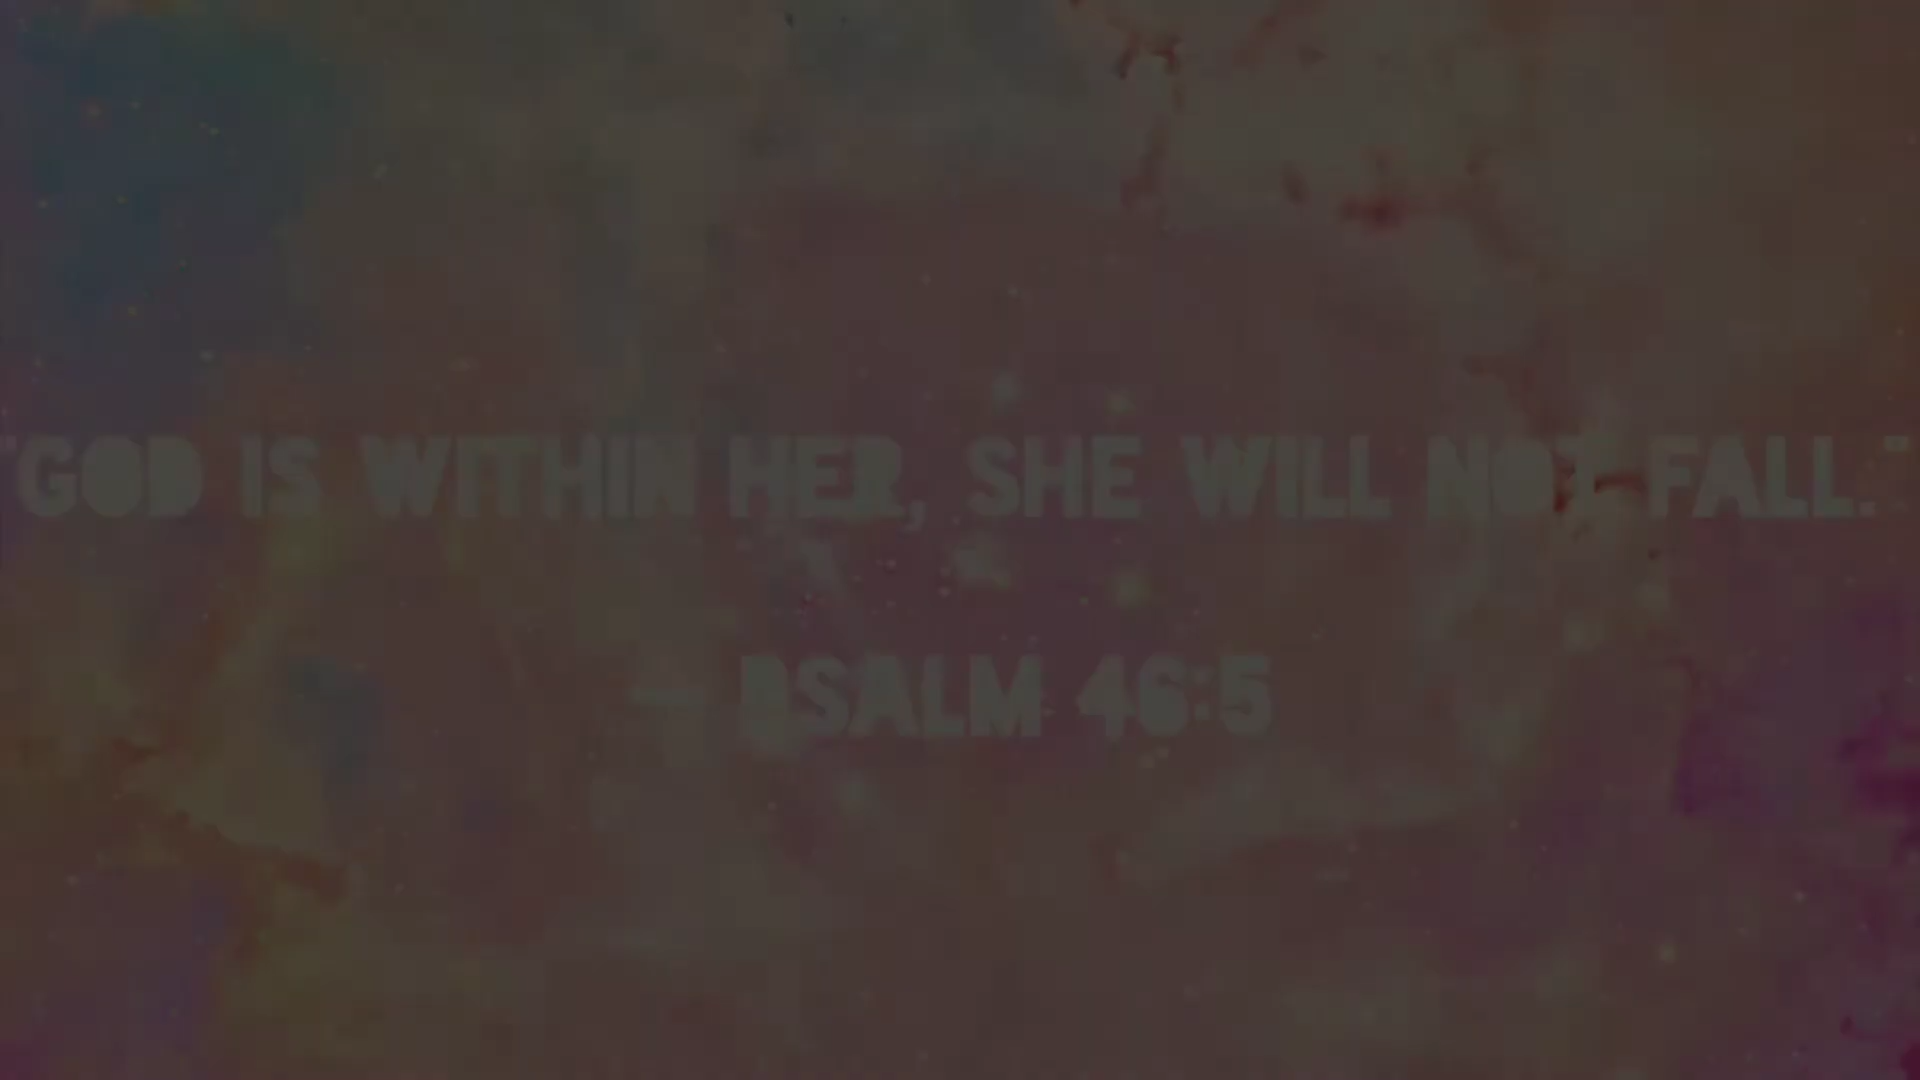 "GOD IS WITHIN HER, SHE WILL NOT FALL."
— PSALM 46:5